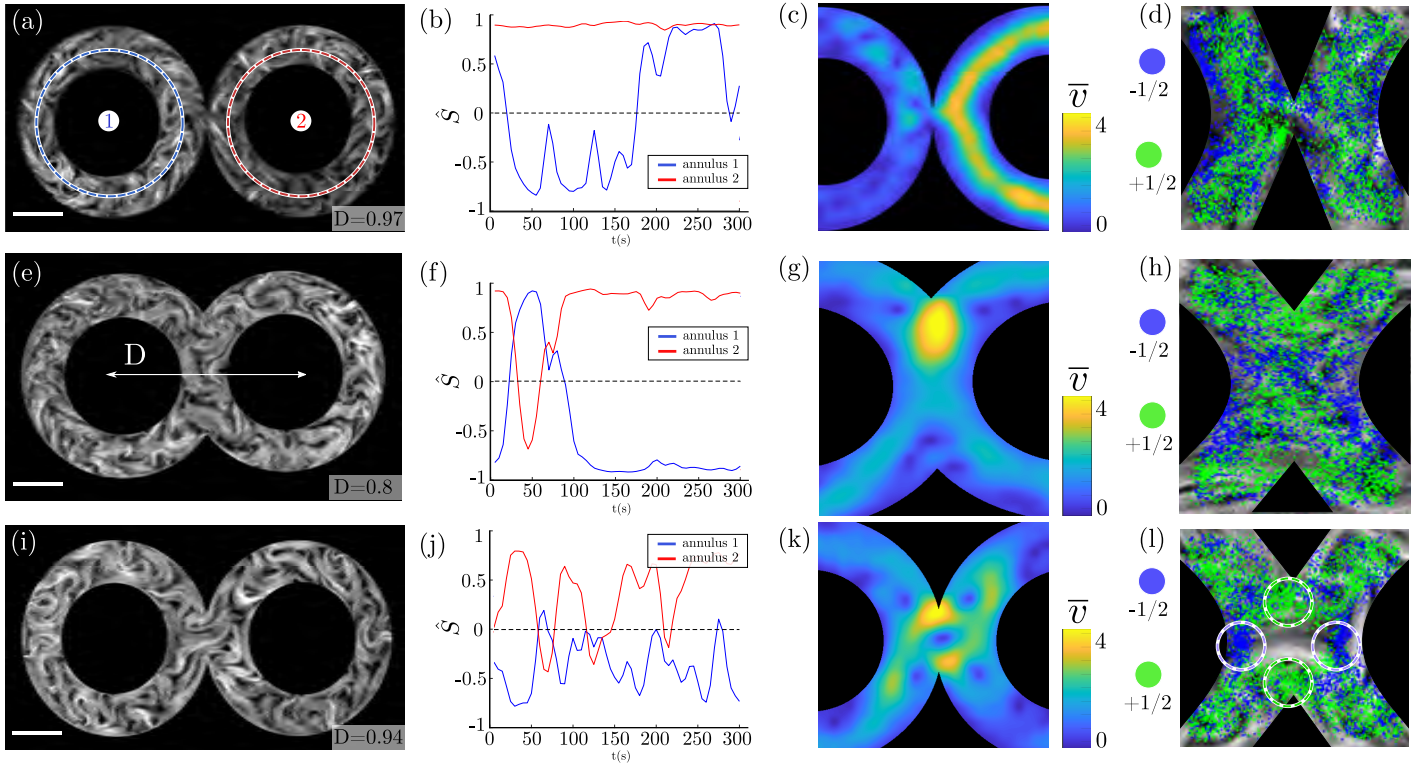 (a)
1
2
D=0.97
(b)
1
0.5
0
-0.5
-1
Ŝ
annulus 1
annulus 2
0 50 100 150 200 250 300
t(s)
(c)
v̅
4
0
(d)
-1/2
+1/2
(e)
D
D=0.8
(f)
1
0.5
0
-0.5
-1
Ŝ
annulus 1
annulus 2
0 50 100 150 200 250 300
t(s)
(g)
v̅
4
0
(h)
-1/2
+1/2
(i)
D=0.94
(j)
1
0.5
0
-0.5
-1
Ŝ
annulus 1
annulus 2
0 50 100 150 200 250 300
t(s)
(k)
v̅
4
0
(l)
-1/2
+1/2